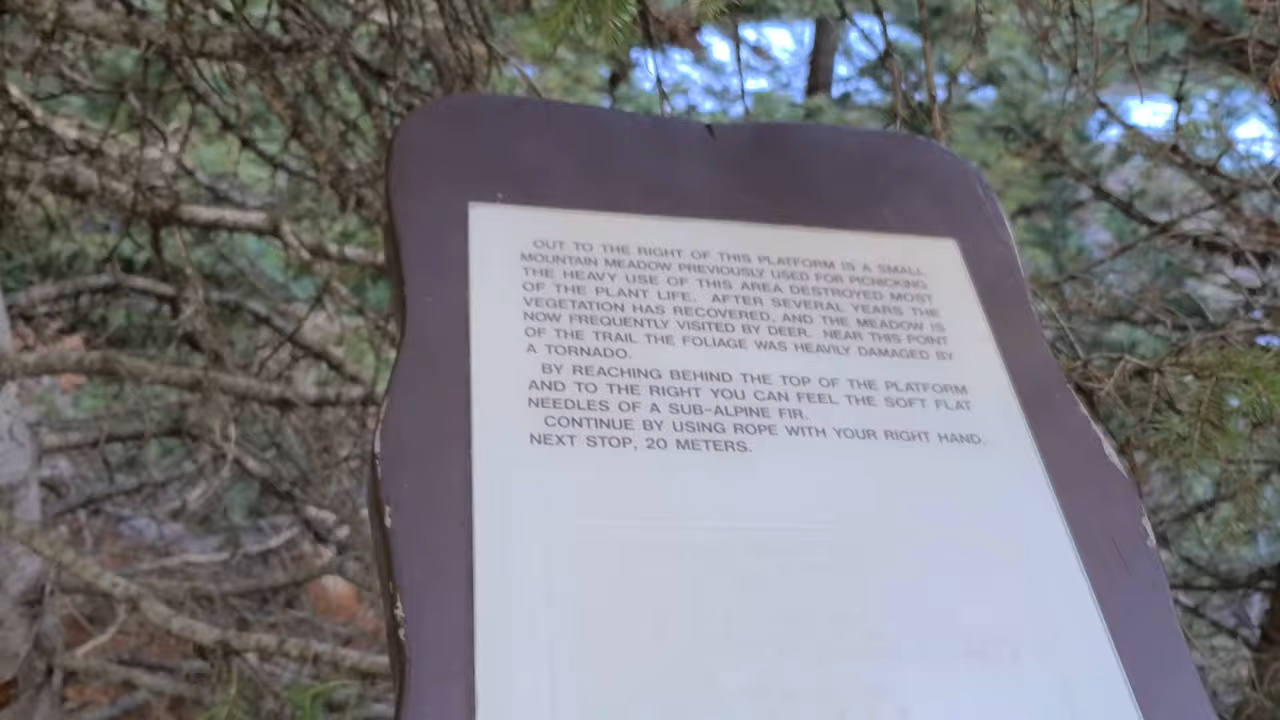 OUT TO THE RIGHT OF THIS PLATFORM IS A SMALL
MOUNTAIN MEADOW PREVIOUSLY USED FOR PICNICKING.
THE HEAVY USE OF THIS AREA DESTROYED MOST
OF THE PLANT LIFE. AFTER SEVERAL YEARS THE
VEGETATION HAS RECOVERED, AND THE MEADOW IS
NOW FREQUENTLY VISITED BY DEER. NEAR THIS POINT
OF THE TRAIL THE FOLIAGE WAS HEAVILY DAMAGED BY
A TORNADO.
BY REACHING BEHIND THE TOP OF THE PLATFORM
AND TO THE RIGHT YOU CAN FEEL THE SOFT FLAT
NEEDLES OF A SUB-ALPINE FIR.
CONTINUE BY USING ROPE WITH YOUR RIGHT HAND.
NEXT STOP, 20 METERS.